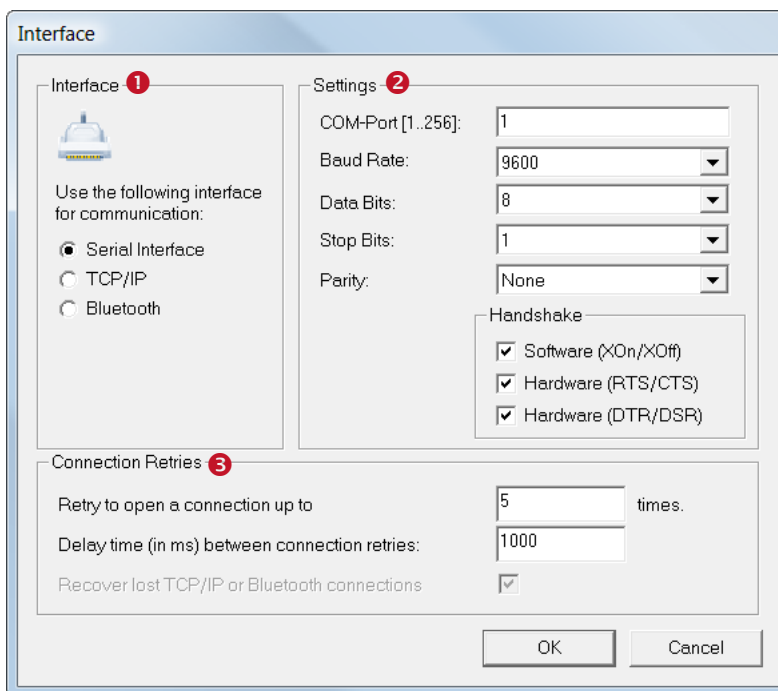 Interface
Interface 1
Use the following interface
for communication:
Serial Interface
TCP/IP
Bluetooth
Settings 2
COM-Port [1..256]: 1
Baud Rate: 9600
Data Bits: 8
Stop Bits: 1
Parity: None
Handshake
Software (XOn/XOff)
Hardware (RTS/CTS)
Hardware (DTR/DSR)
Connection Retries 3
Retry to open a connection up to 5 times.
Delay time (in ms) between connection retries: 1000
Recover lost TCP/IP or Bluetooth connections
OK Cancel